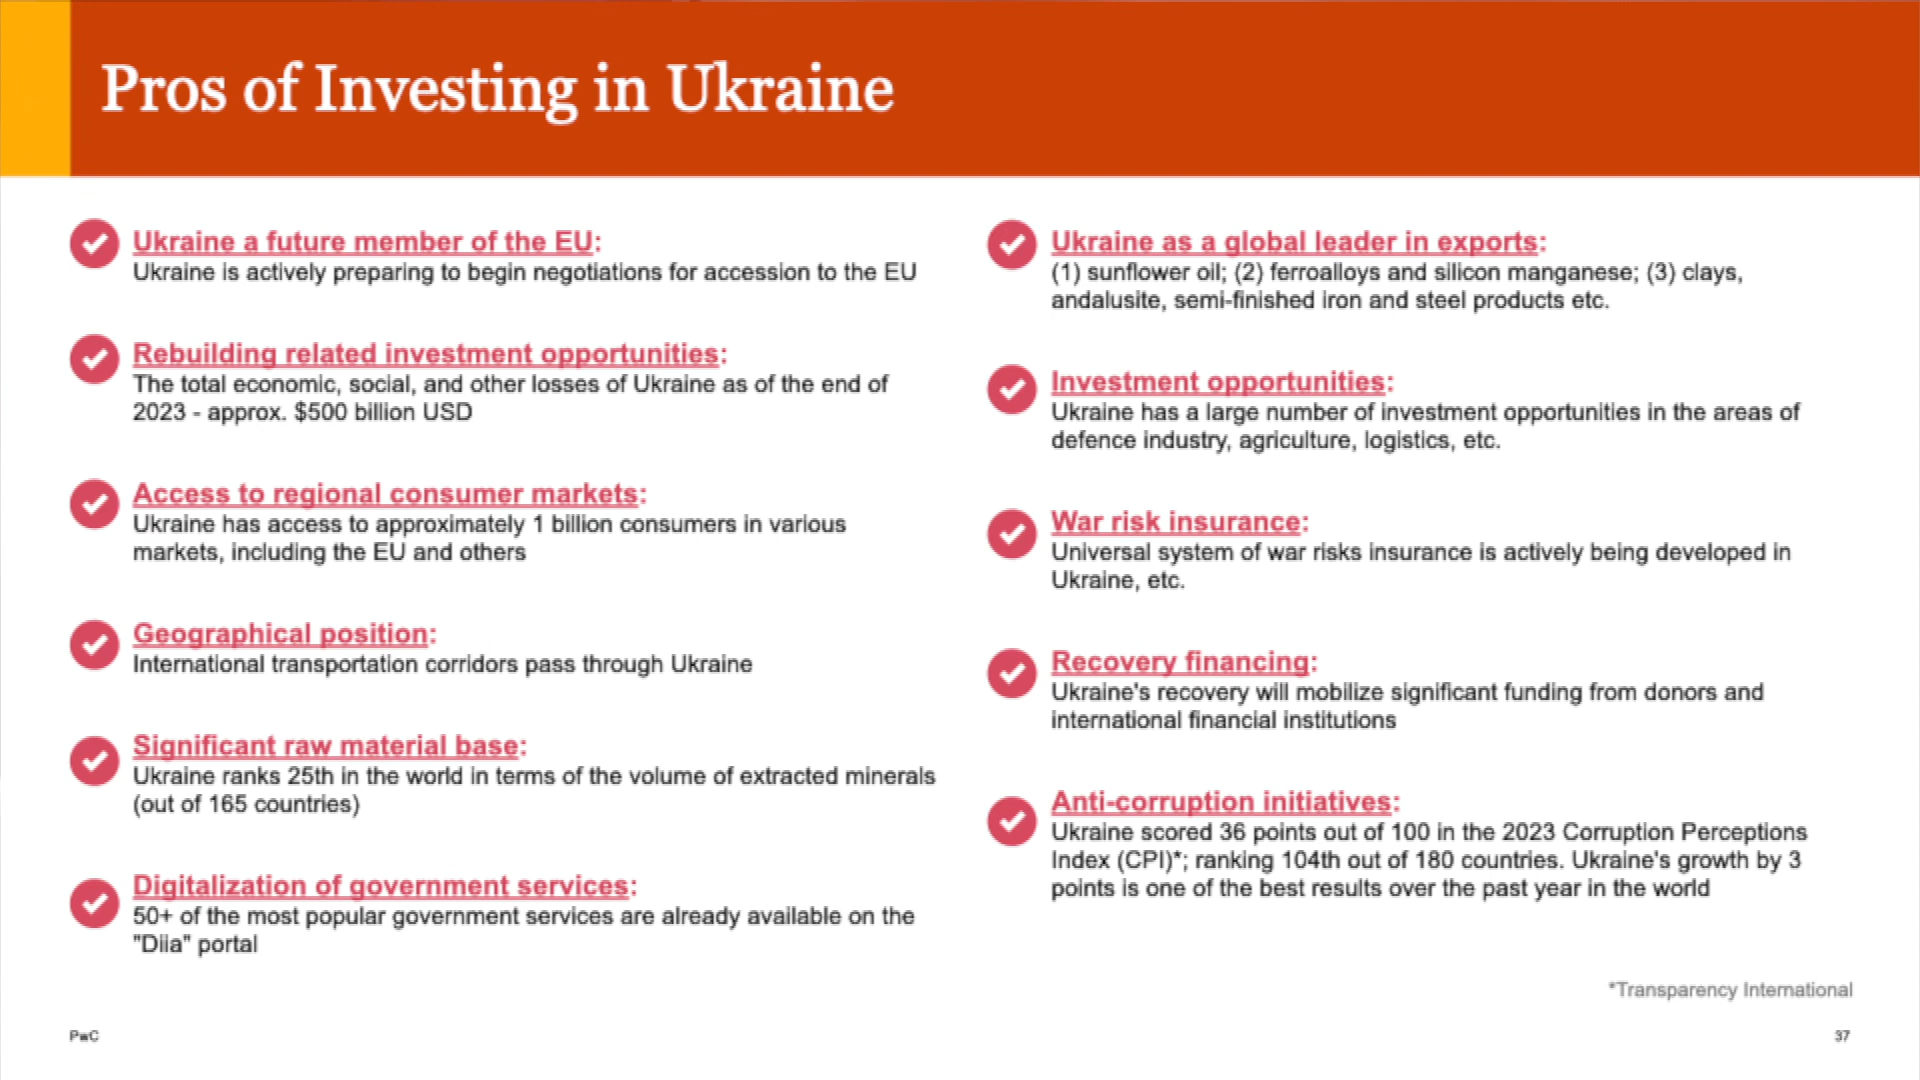 Pros of Investing in Ukraine
Ukraine a future member of the EU:
Ukraine is actively preparing to begin negotiations for accession to the EU
Rebuilding related investment opportunities:
The total economic, social, and other losses of Ukraine as of the end of
2023 - approx. $500 billion USD
Access to regional consumer markets:
Ukraine has access to approximately 1 billion consumers in various
markets, including the EU and others
Geographical position:
International transportation corridors pass through Ukraine
Significant raw material base:
Ukraine ranks 25th in the world in terms of the volume of extracted minerals
(out of 165 countries)
Digitalization of government services:
50+ of the most popular government services are already available on the
"Diia" portal
Ukraine as a global leader in exports:
(1) sunflower oil; (2) ferroalloys and silicon manganese; (3) clays,
andalusite, semi-finished iron and steel products etc.
Investment opportunities:
Ukraine has a large number of investment opportunities in the areas of
defence industry, agriculture, logistics, etc.
War risk insurance:
Universal system of war risks insurance is actively being developed in
Ukraine, etc.
Recovery financing:
Ukraine's recovery will mobilize significant funding from donors and
international financial institutions
Anti-corruption initiatives:
Ukraine scored 36 points out of 100 in the 2023 Corruption Perceptions
Index (CPI)*; ranking 104th out of 180 countries. Ukraine's growth by 3
points is one of the best results over the past year in the world
*Transparency International
PwC
37